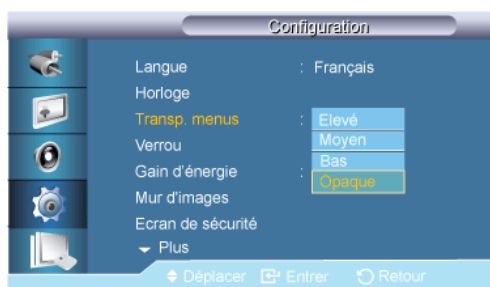 Configuration
Langue : Français
Horloge
Transp. menus : Elevé
Moyen
Verrou
Bas
Gain d'énergie :
Opaque
Mur d'images
Ecran de sécurité
Plus
Déplacer Entrer Retour